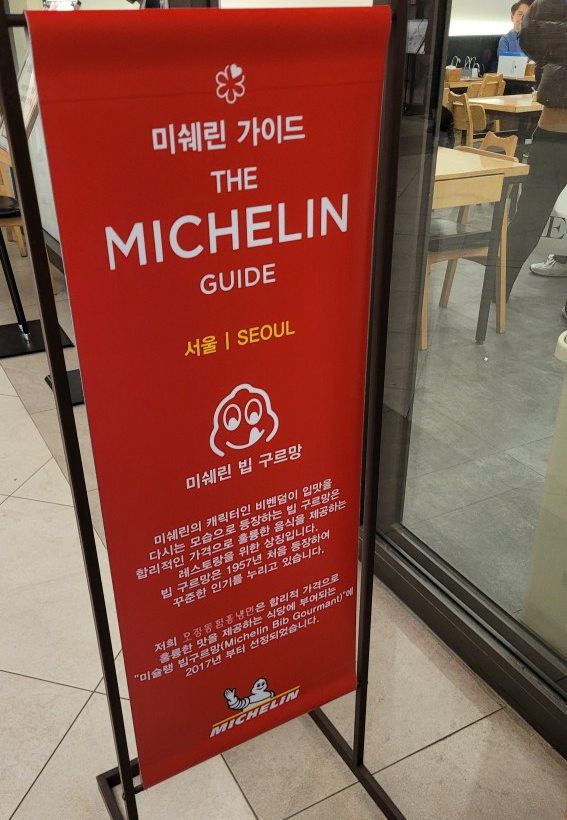 미쉐린 가이드
THE
MICHELIN
GUIDE
서울 | SEOUL
미쉐린 빕 구르망
미쉐린의 캐릭터인 비벤덤이 입맛을
다시는 모습으로 등장하는 빕 구르망은
합리적인 가격으로 훌륭한 음식을 제공하는
레스토랑을 위한 상징입니다.
빕 구르망은 1957년 처음 등장하여
꾸준한 인기를 누리고 있습니다.
저희 오장동함흥냉면은 합리적 가격으로
훌륭한 맛을 제공하는 식당에 부여되는
"미슐랭 빕구르망(Michelin Bib Gourmant)"에
2017년 부터 선정되었습니다.
MICHELIN